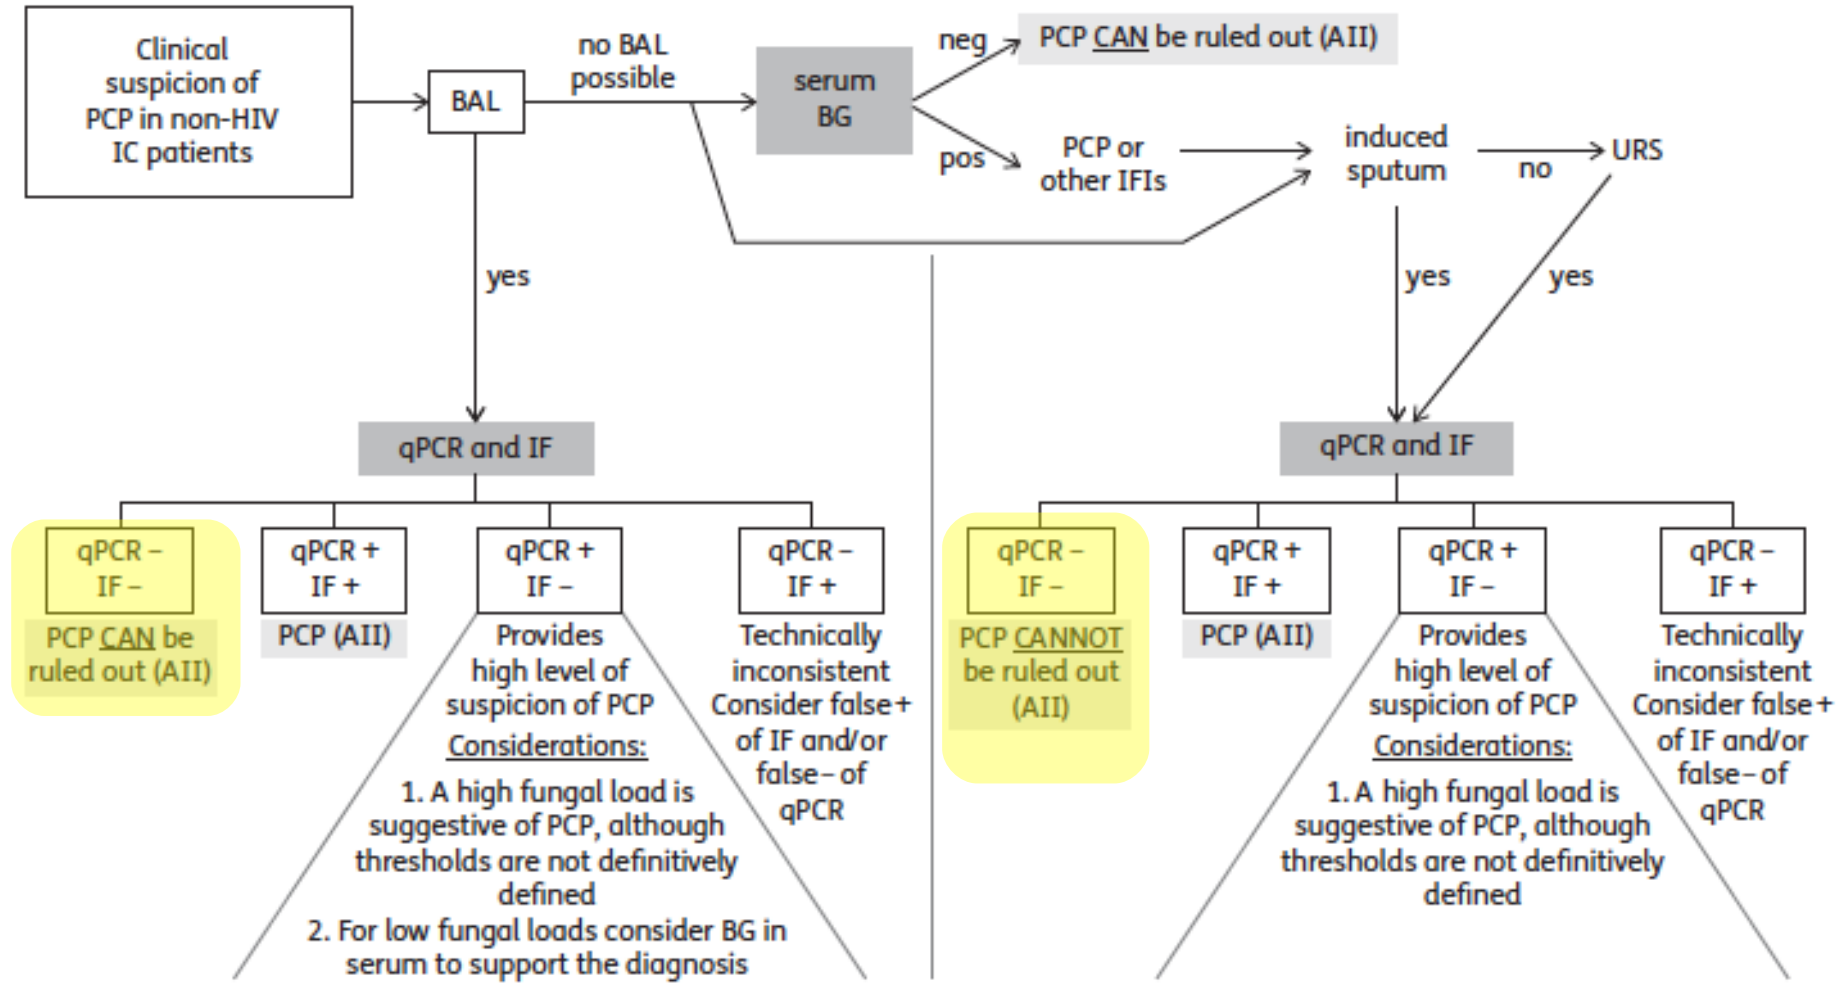 Clinical
suspicion of
PCP in non-HIV
IC patients
BAL
no BAL
possible
serum
BG
neg
PCP CAN be ruled out (AII)
pos
PCP or
other IFIs
induced
sputum
no
URS
yes
yes
yes
qPCR and IF
qPCR –
IF –
PCP CAN be
ruled out (AII)
qPCR +
IF +
PCP (AII)
qPCR +
IF –
Provides
high level of
suspicion of PCP
Considerations:
1. A high fungal load is
suggestive of PCP, although
thresholds are not definitively
defined
2. For low fungal loads consider BG in
serum to support the diagnosis
qPCR –
IF +
Technically
inconsistent
Consider false+
of IF and/or
false– of
qPCR
qPCR and IF
qPCR –
IF –
PCP CANNOT
be ruled out
(AII)
qPCR +
IF +
PCP (AII)
qPCR +
IF –
Provides
high level of
suspicion of PCP
Considerations:
1. A high fungal load is
suggestive of PCP, although
thresholds are not definitively
defined
qPCR –
IF +
Technically
inconsistent
Consider false+
of IF and/or
false– of
qPCR